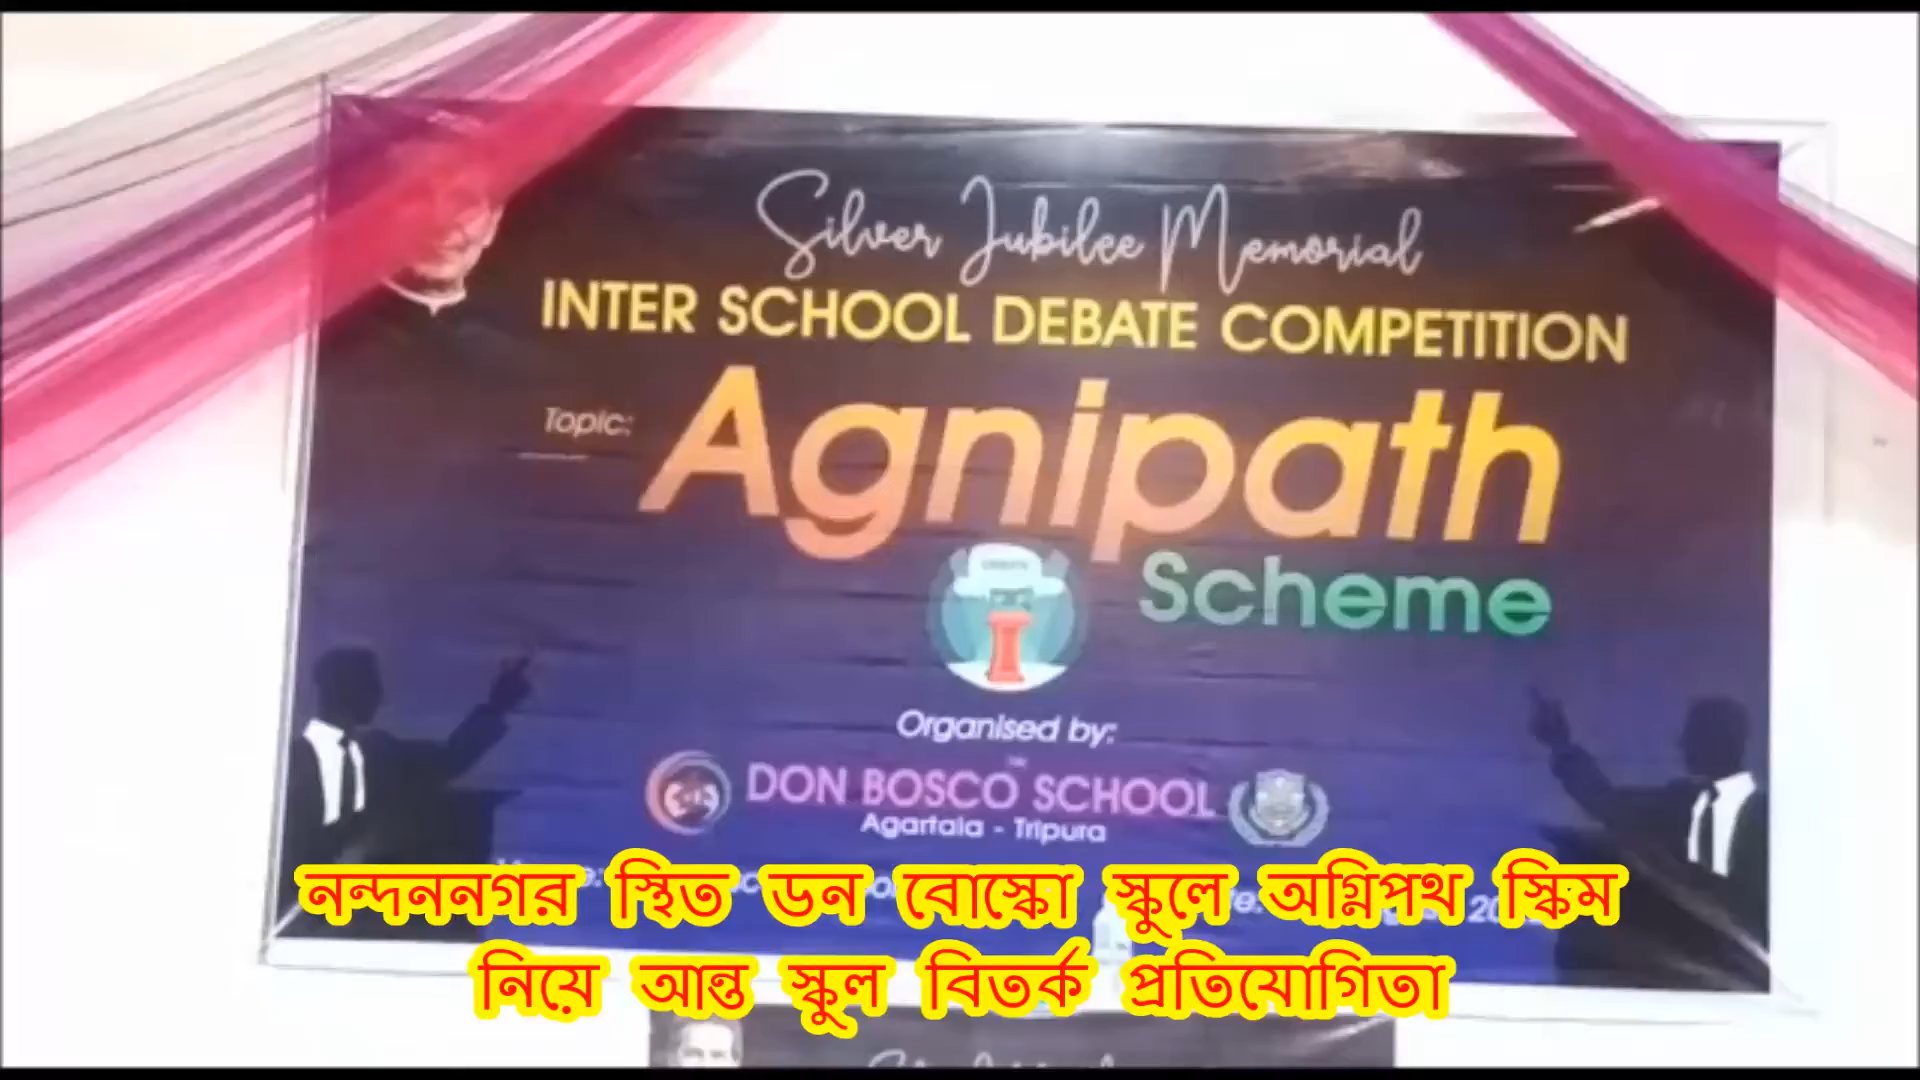 Silver Jubilee Memorial
INTER SCHOOL DEBATE COMPETITION
Topic:
Agnipath
Scheme
Organised by:
DON BOSCO SCHOOL
Agartala - Tripura
নন্দননগর স্থিত ডন বোস্কো স্কুলে অগ্নিপথ স্কিম
নিয়ে আন্ত স্কুল বিতর্ক প্রতিযোগিতা